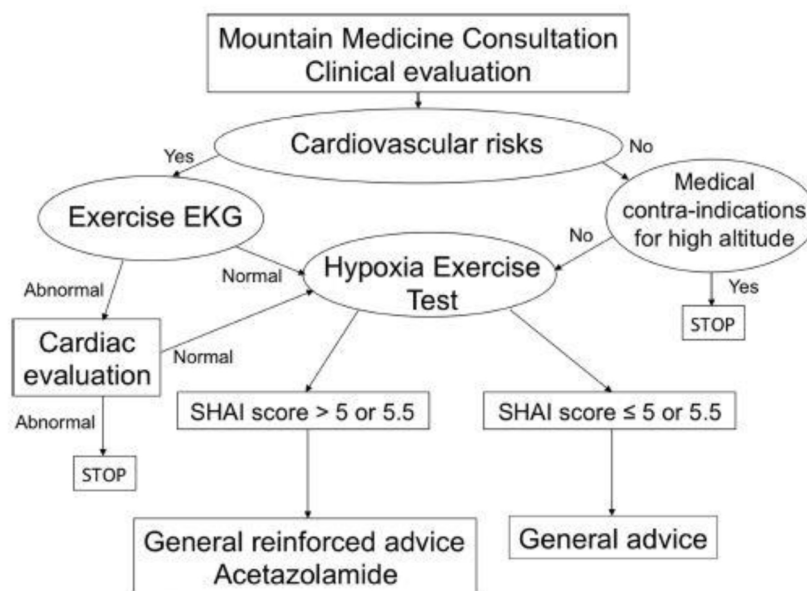 Mountain Medicine Consultation
Clinical evaluation
Cardiovascular risks
Yes
No
Exercise EKG
Medical
contra-indications
for high altitude
No
Abnormal
Normal
Hypoxia Exercise
Test
Yes
STOP
Cardiac
evaluation
Normal
Abnormal
STOP
SHAI score > 5 or 5.5
SHAI score ≤ 5 or 5.5
General reinforced advice
Acetazolamide
General advice